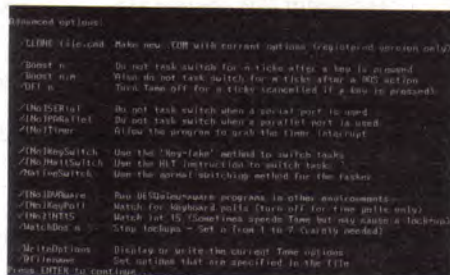 Advanced options:
/CLONE file.cmd Make new .COM with current options (registered version only)
/Boost n Do not task switch for n ticks after a key is pressed
/Boost n;m Also do not task switch for m ticks after a DOS action
/OFF n Turn Tame off for n ticks (cancelled if a key is pressed)
/[No]SERial Do not task switch when a serial port is used
/[No]PARallel Do not task switch when a parallel port is used
/[No]Timer Allow the program to grab the timer interrupt
/[No]KeySwitch Use the "Key-fake" method to switch tasks
/[No]HaltSwitch Use the HLT instruction to switch task
/NativeSwitch Use the normal switching method for the tasker
/[No]DVAware Run DESQview-aware programs in other environments
/[No]KeyPoll Watch for keyboard polls (turn off for time polls only)
/[No]INT15 Watch Int 15 (Sometimes speeds Tame but may cause a lockup)
/WatchDog n Stop lockups - Set n from 1 to 7 (rarely needed)
/WriteOptions Display or write the current Tame options
/@filename Set options that are specified in the file
Press ENTER to continue...